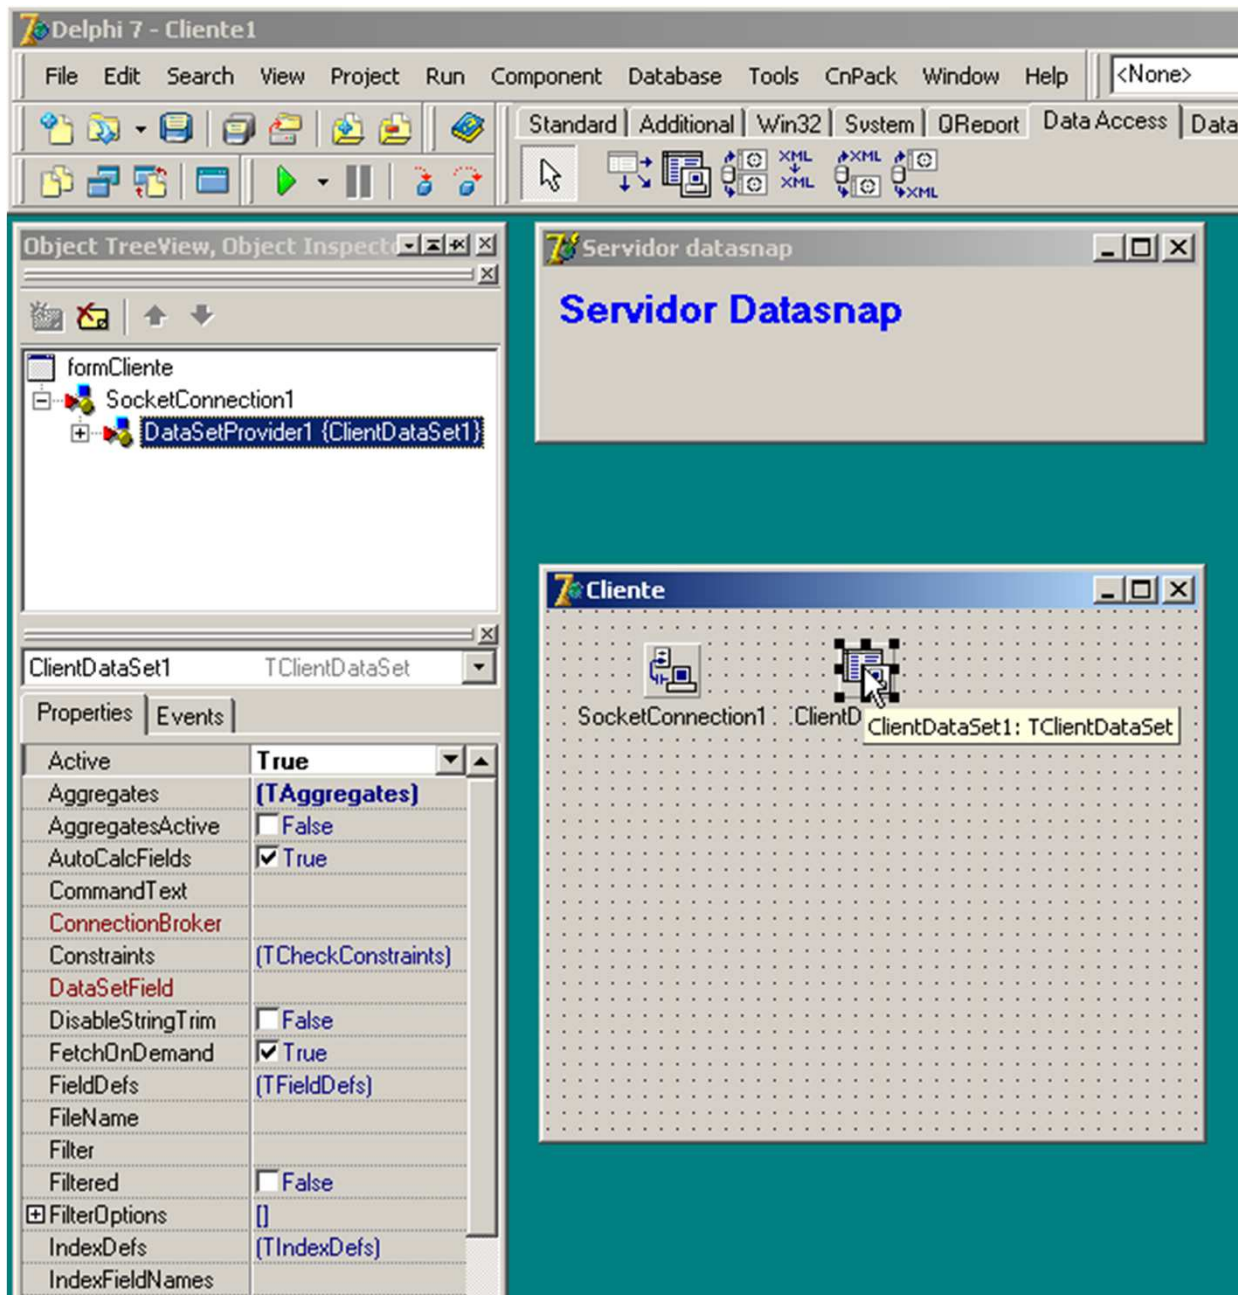 Delphi 7 - Cliente1
File Edit Search View Project Run Component Database Tools CnPack Window Help <None>
Standard Additional Win32 System QReport Data Access Data
XML XML XML
XML XML
Object TreeView, Object Inspecto
Servidor datasnap
Servidor Datasnap
formCliente
SocketConnection1
DataSetProvider1 {ClientDataSet1}
Cliente
SocketConnection1 ClientD
ClientDataSet1: TClientDataSet
ClientDataSet1 TClientDataSet
Properties Events
Active True
Aggregates (TAggregates)
AggregatesActive False
AutoCalcFields True
CommandText
ConnectionBroker
Constraints (TCheckConstraints)
DataSetField
DisableStringTrim False
FetchOnDemand True
FieldDefs (TFieldDefs)
FileName
Filter
Filtered False
FilterOptions []
IndexDefs (TIndexDefs)
IndexFieldNames